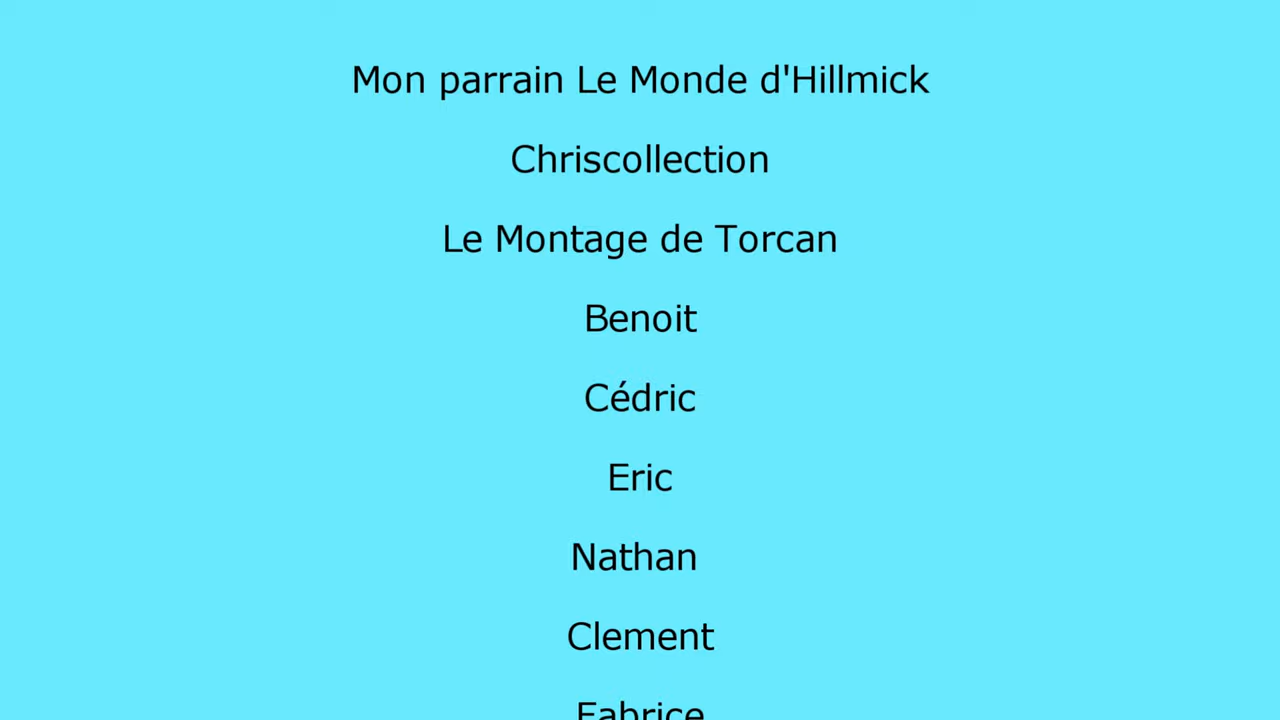 Mon parrain Le Monde d'Hillmick
Chriscollection
Le Montage de Torcan
Benoit
Cédric
Eric
Nathan
Clement
Fabrice